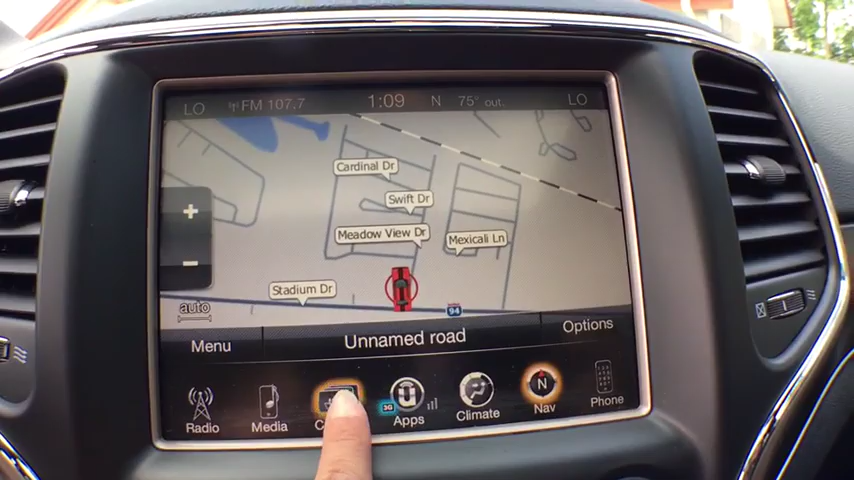 LO FM 107.7 1:09 N 75° out. LO
Cardinal Dr
Swift Dr
Meadow View Dr
Mexicali Ln
Stadium Dr
+
−
auto
94
Menu
Unnamed road
Options
Radio
Media
C
3G
Apps
Climate
N
Nav
Phone